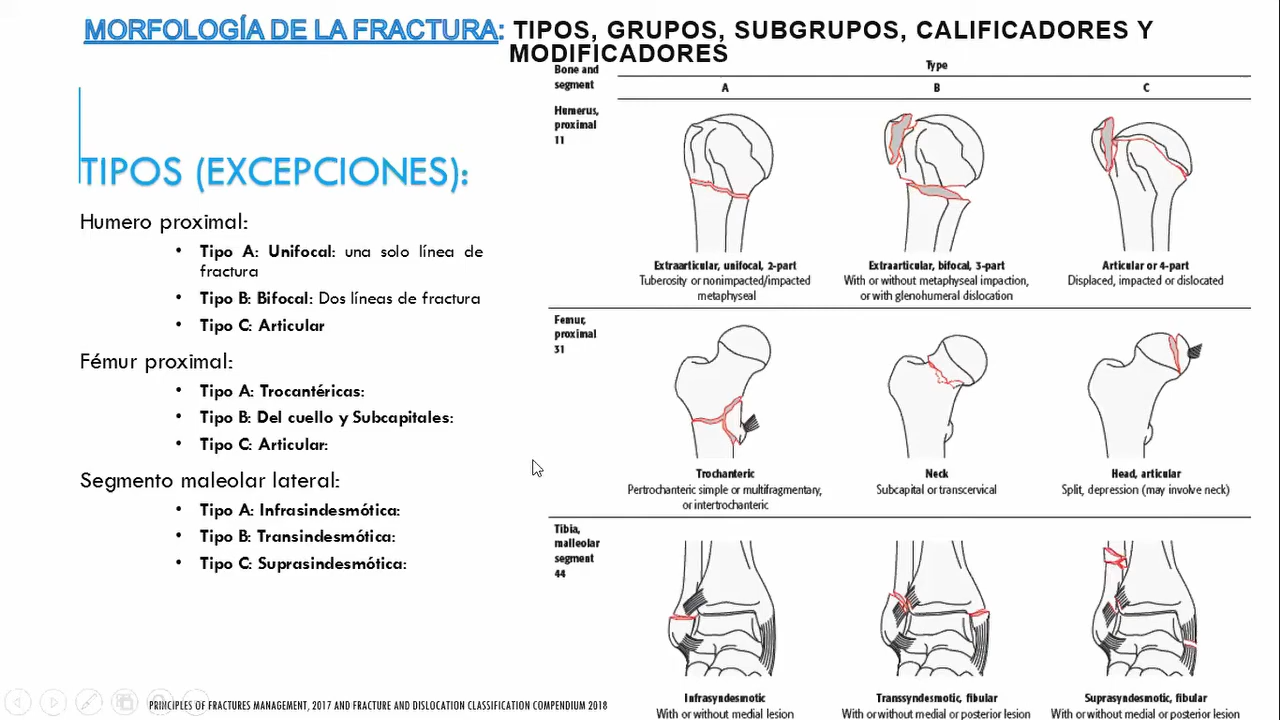 MORFOLOGÍA DE LA FRACTURA: TIPOS, GRUPOS, SUBGRUPOS, CALIFICADORES Y
MODIFICADORES
TIPOS (EXCEPCIONES):
Humero proximal:
• Tipo A: Unifocal: una solo línea de
fractura
• Tipo B: Bifocal: Dos líneas de fractura
• Tipo C: Articular
Fémur proximal:
• Tipo A: Trocantéricas:
• Tipo B: Del cuello y Subcapitales:
• Tipo C: Articular:
Segmento maleolar lateral:
• Tipo A: Infrasindesmótica:
• Tipo B: Transindesmótica:
• Tipo C: Suprasindesmótica:
Bone and
segment
Type
A B C
Humerus,
proximal
11
Extraarticular, unifocal, 2-part
Tuberosity or nonimpacted/impacted
metaphyseal
Extraarticular, bifocal, 3-part
With or without metaphyseal impaction,
or with glenohumeral dislocation
Articular or 4-part
Displaced, impacted or dislocated
Femur,
proximal
31
Trochanteric
Pertrochanteric simple or multifragmentary,
or intertrochanteric
Neck
Subcapital or transcervical
Head, articular
Split, depression (may involve neck)
Tibia,
malleolar
segment
44
Infrasyndesmotic
With or without medial lesion
Transsyndesmotic, fibular
With or without medial or posterior lesion
Suprasyndesmotic, fibular
With or without medial or posterior lesion
PRINCIPLES OF FRACTURES MANAGEMENT, 2017 AND FRACTURE AND DISLOCATION CLASSIFICATION COMPENDIUM 2018